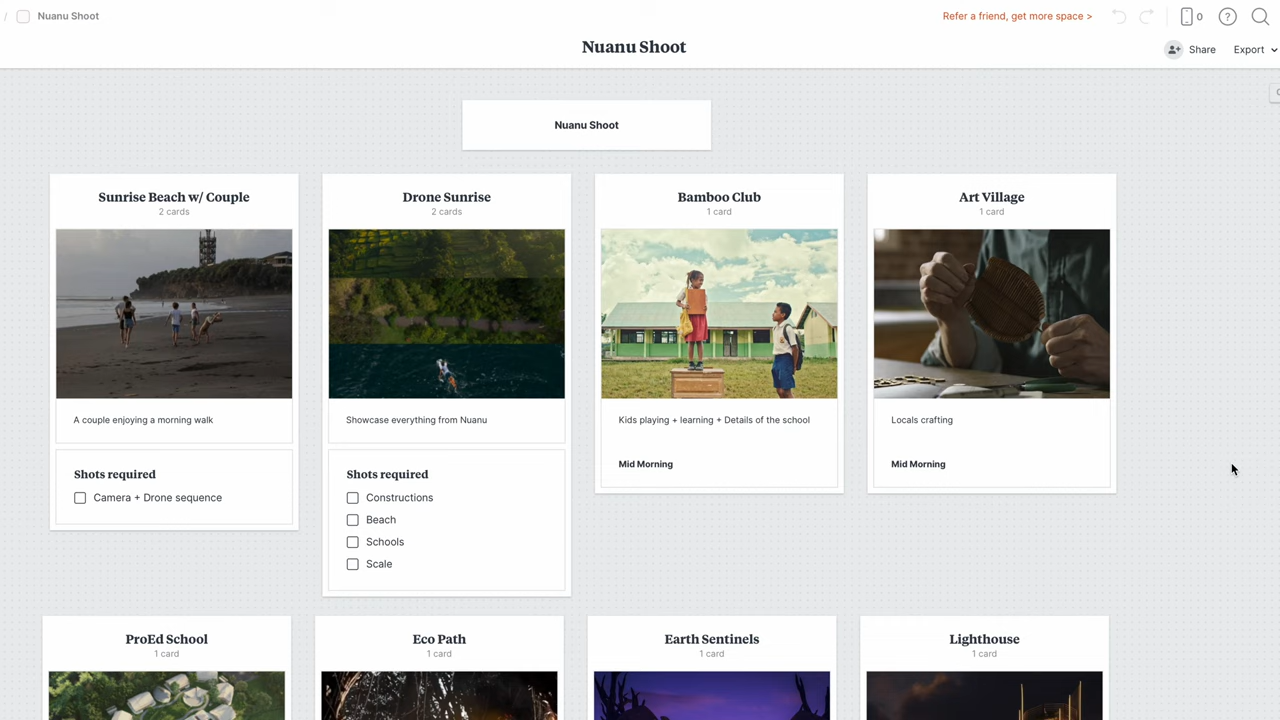 / Nuanu Shoot
Refer a friend, get more space >
0
?
Nuanu Shoot
Share
Export
Nuanu Shoot
Sunrise Beach w/ Couple
2 cards
A couple enjoying a morning walk
Shots required
Camera + Drone sequence
Drone Sunrise
2 cards
Showcase everything from Nuanu
Shots required
Constructions
Beach
Schools
Scale
Bamboo Club
1 card
Kids playing + learning + Details of the school
Mid Morning
Art Village
1 card
Locals crafting
Mid Morning
ProEd School
1 card
Eco Path
1 card
Earth Sentinels
1 card
Lighthouse
1 card